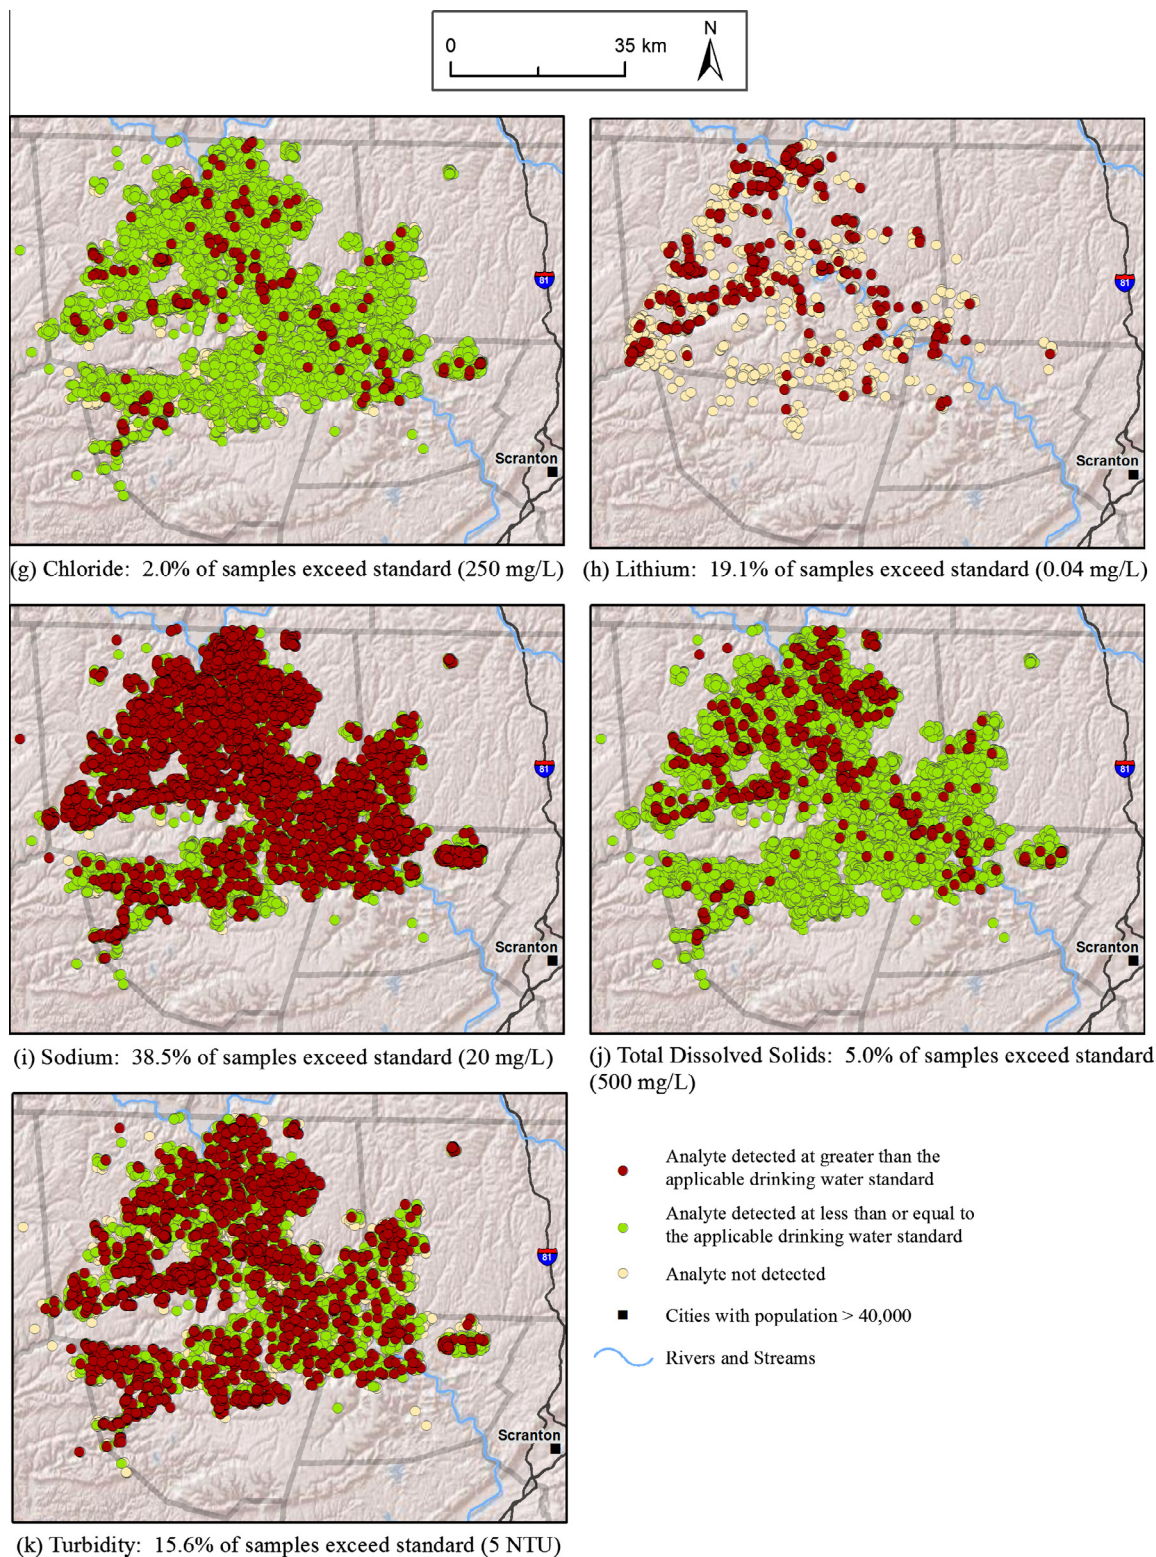 0 35 km N
81
Scranton
(g) Chloride: 2.0% of samples exceed standard (250 mg/L)
81
Scranton
(h) Lithium: 19.1% of samples exceed standard (0.04 mg/L)
81
Scranton
(i) Sodium: 38.5% of samples exceed standard (20 mg/L)
81
Scranton
(j) Total Dissolved Solids: 5.0% of samples exceed standard
(500 mg/L)
81
Scranton
(k) Turbidity: 15.6% of samples exceed standard (5 NTU)
Analyte detected at greater than the
applicable drinking water standard
Analyte detected at less than or equal to
the applicable drinking water standard
Analyte not detected
Cities with population > 40,000
Rivers and Streams